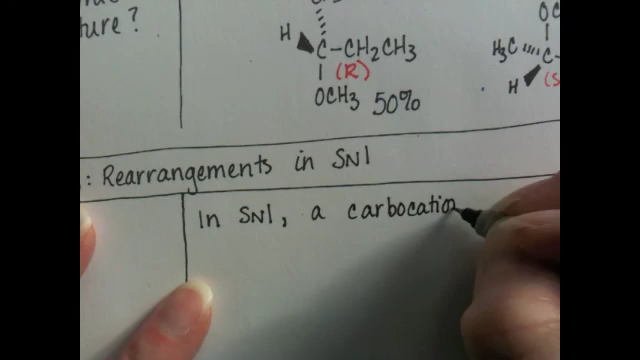 ture?
H
C-CH2CH3
(R)
OCH3 50%
H3C
C-
H
: Rearrangements in SN1
In SN1, a carbocatio